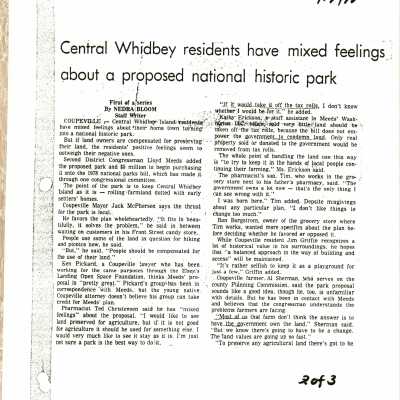 Central Whidbey residents have mixed feelings
about a proposed national historic park
First of a series
By NEDRA BLOOM
Staff Writer
COUPEVILLE — Central Whidbey Island residents
have mixed feelings about their home town turning
into a national historic park.
But if land owners are compensated for preserving
their land, the residents' positive feelings seem to
outweigh their negative ones.
Second District Congressman Lloyd Meeds added
the proposed park and $8 million to begin purchasing
it onto the 1978 national parks bill, which has made it
through one congressional committee.
The point of the park is to keep Central Whidbey
Island as it is — rolling farmland dotted with early
settlers' homes.
Coupeville Mayor Jack McPherson says the thrust
for the park is local.
He favors the plan wholeheartedly. "It fits in beau-
tifully, it solves the problem," he said in between
waiting on customers in his Front Street candy store.
"People use some of the land in question for hiking
and picnics now, he said.
"But," he said. "People should be compensated for
the use of their land."
Ken Pickard, a Coupeville lawyer who has been
working for the same purposes through the Ebey's
Landing Open Space Foundation, thinks Meeds' pro-
posal is "pretty great." Pickard's group has been in
correspondence with Meeds, but the young native
Coupeville attorney doesn't believe his group can take
credit for Meeds' plan.
Pharmacist Ted Christensen said he has "mixed
feelings" about the proposal. "I would like to see
land preserved for agriculture, but if it is not good
for agriculture it should be used for something else. I
would very much like to see it stay as it is. I'm just
not sure a park is the best way to do it.
"If it would take it off the tax rolls, I don't know
whether I would be for it," he added.
Kathy Erickson, a staff assistant in Meeds' Wash-
said very little land should be
taken off the tax role, because the bill does not em-
power the government to condemn land. Only real
property sold or donated to the government would be
removed from tax rolls.
The whole point of handling the land use this way
is "to try to keep it in the hands of local people con-
tinuing their farming," Ms. Erickson said.
The pharmacist's son, Tim, who works in the gro-
cery store next to his father's pharmacy, said. "The
government owns a lot now — that's the only thing I
can see wrong with it."
I was born here," Tim added. Despite misgivings
about any particular plan, "I don't like things to
change too much."
Ben Bergstrom, owner of the grocery store where
Tim works, wanted more specifics about the plan be-
fore deciding whether he favored or opposed it.
While Coupeville resident Jim Griffin recognizes a
lot of historical value in his surroundings, he hopes
that "a balanced approach in the way of building and
access" will be maintained.
"It's rather selfish to keep it as a playground for
just a few," Griffin added.
Coupeville farmer Al Sherman, who served on the
county Planning Commission, said the park proposal
sounds like a good idea, though he, too, is unfamiliar
with details. But he has been in contact with Meeds
and believes that the congressman understands the
problems farmers are facing.
"Most of us that farm don't think the answer is to
have the government own the land," Sherman said.
"But we know there's going to have to be a change.
The land values are going up so fast."
"To preserve any agricultural land there's got to be
2 of 3